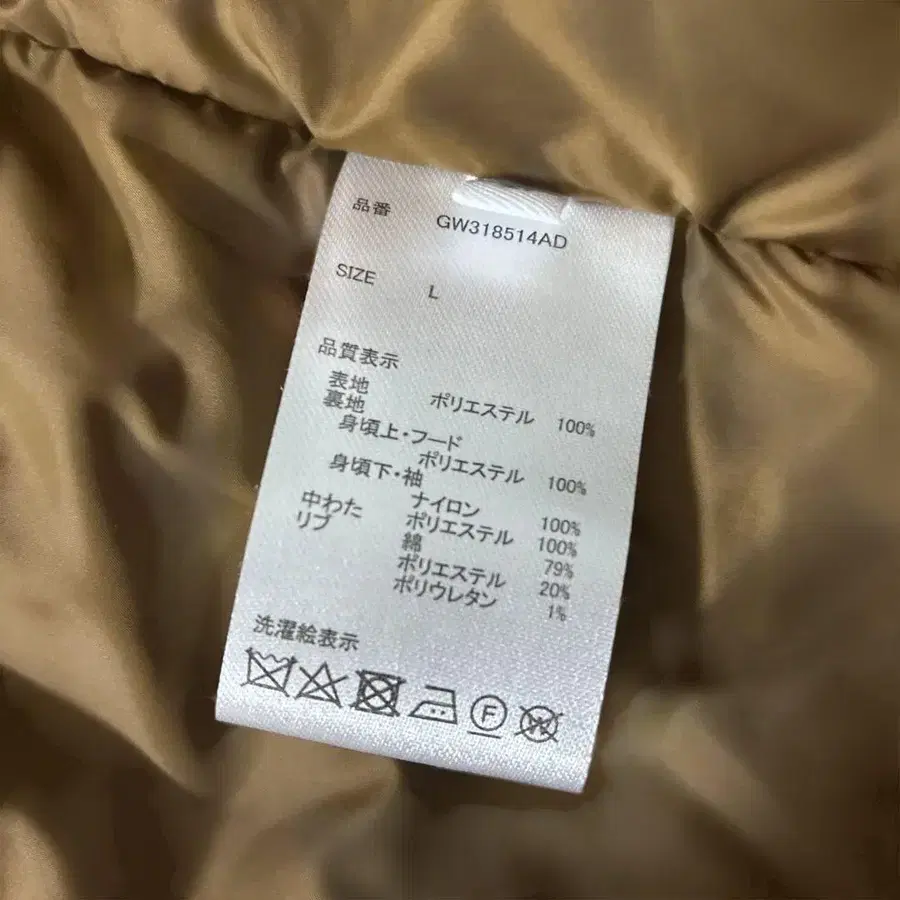 品番 GW318514AD
SIZE L
品質表示
表地 ポリエステル 100%
裏地
身頃上・フード
ポリエステル 100%
身頃下・袖
ナイロン 100%
中わた ポリエステル 100%
リブ 綿 79%
ポリエステル 20%
ポリウレタン 1%
洗濯絵表示
F W